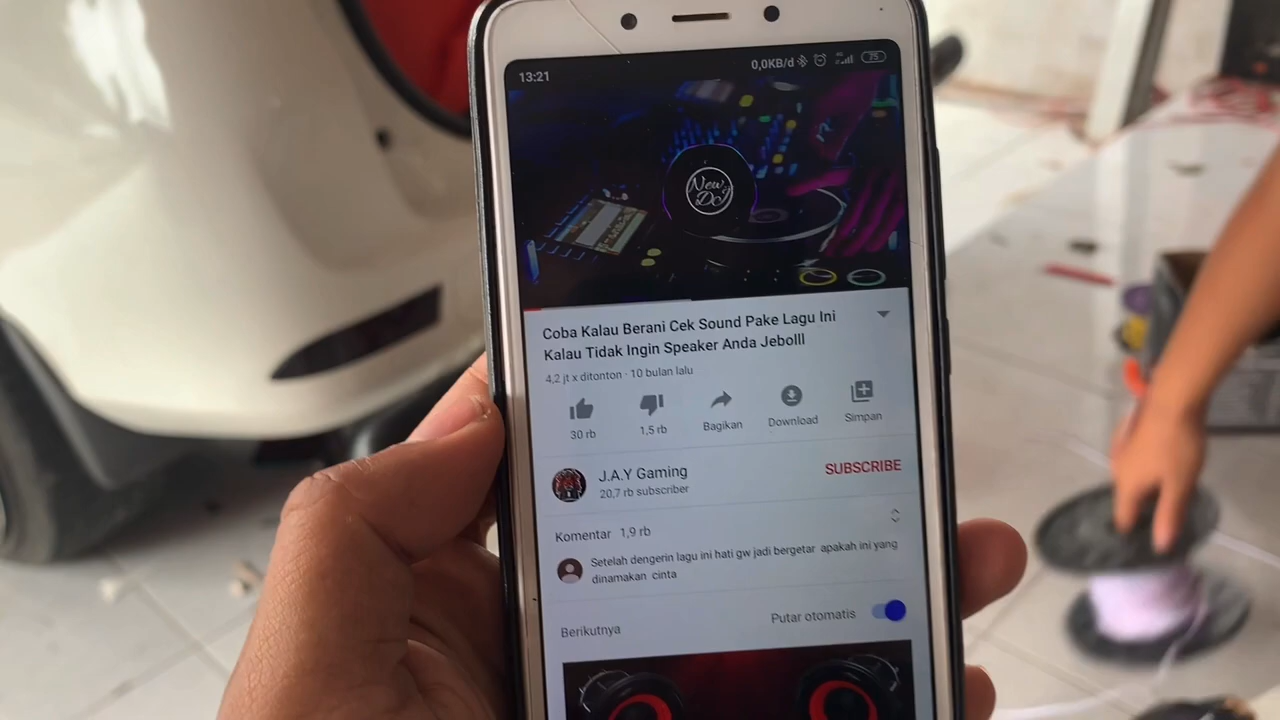 13:21
0,0KB/d
75
New
DC
Coba Kalau Berani Cek Sound Pake Lagu Ini
Kalau Tidak Ingin Speaker Anda Jebolll
4,2 jt x ditonton · 10 bulan lalu
30 rb
1,5 rb
Bagikan
Download
Simpan
J.A.Y Gaming
20,7 rb subscriber
SUBSCRIBE
Komentar 1,9 rb
Setelah dengerin lagu ini hati gw jadi bergetar apakah ini yang
dinamakan cinta
Berikutnya
Putar otomatis